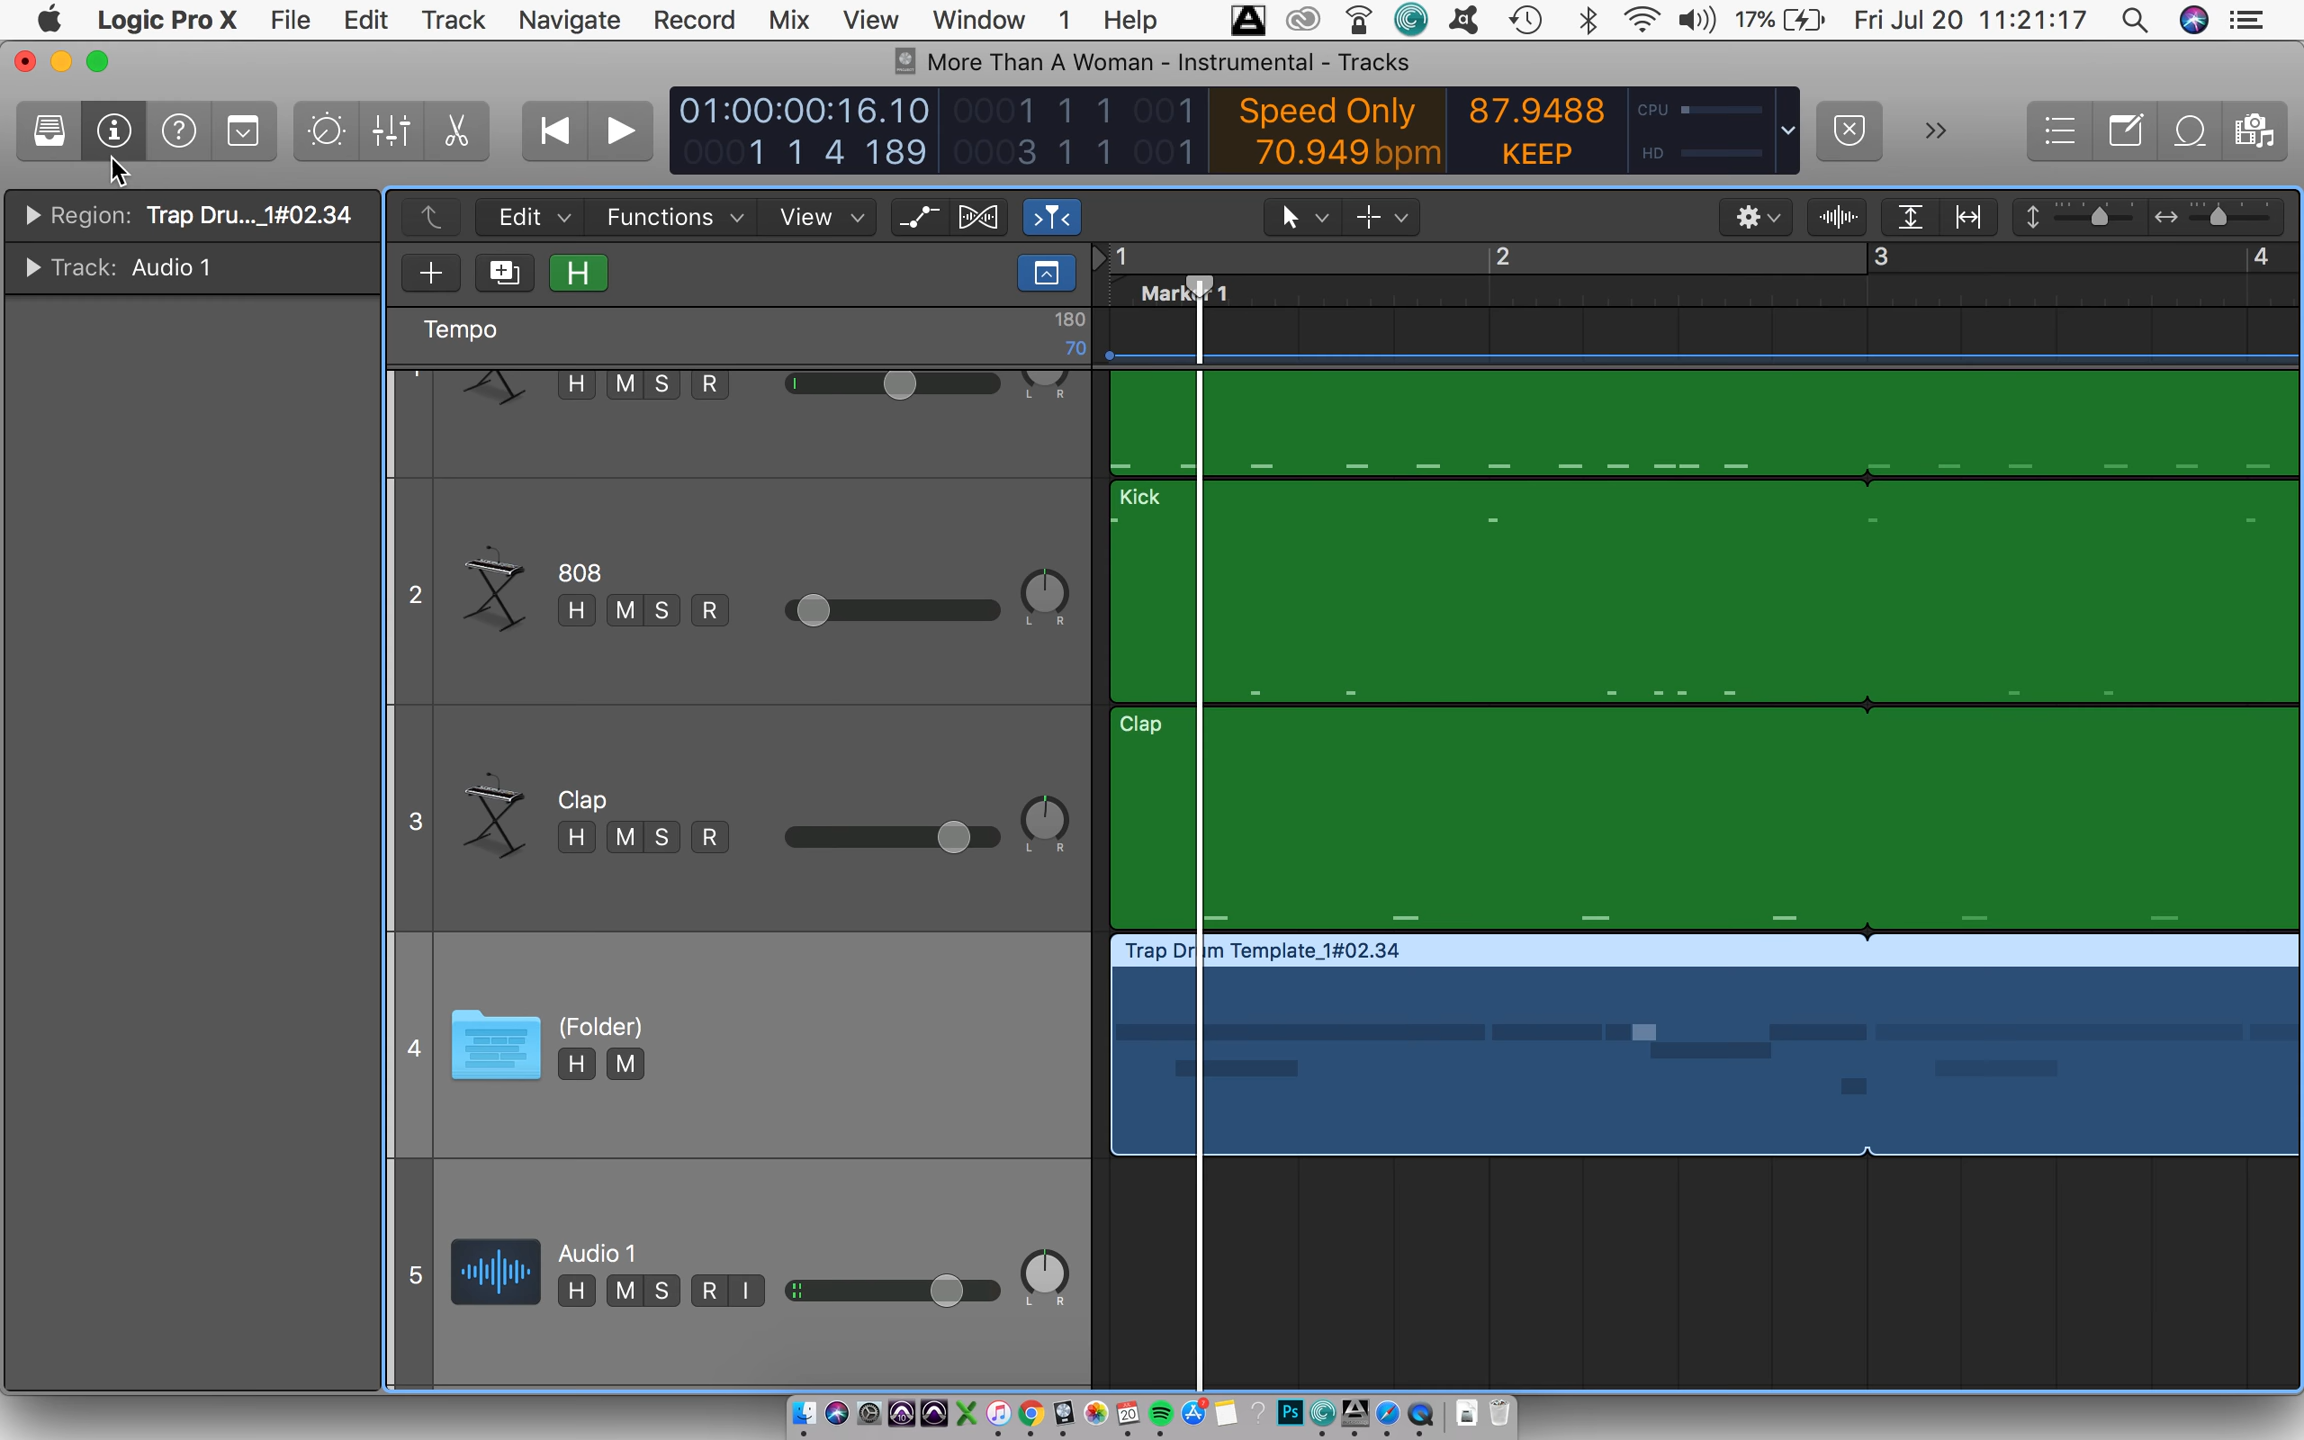 Logic Pro X File Edit Track Navigate Record Mix View Window 1 Help 17% Fri Jul 20 11:21:17
More Than A Woman - Instrumental - Tracks
01:00:00:16.10 0001 1 1 001 Speed Only 87.9488 CPU
0001 1 4 189 0003 1 1 001 70.949 bpm KEEP HD
Region: Trap Dru..._1#02.34
Edit Functions View
Track: Audio 1
H
1 2 3 4
Marker 1
Tempo 180
70
H M S R L R
Kick
2 808
H M S R L R
Clap
3 Clap
H M S R L R
Trap Drum Template_1#02.34
4 (Folder)
H M
5 Audio 1
H M S R I L R
10 20 Ps